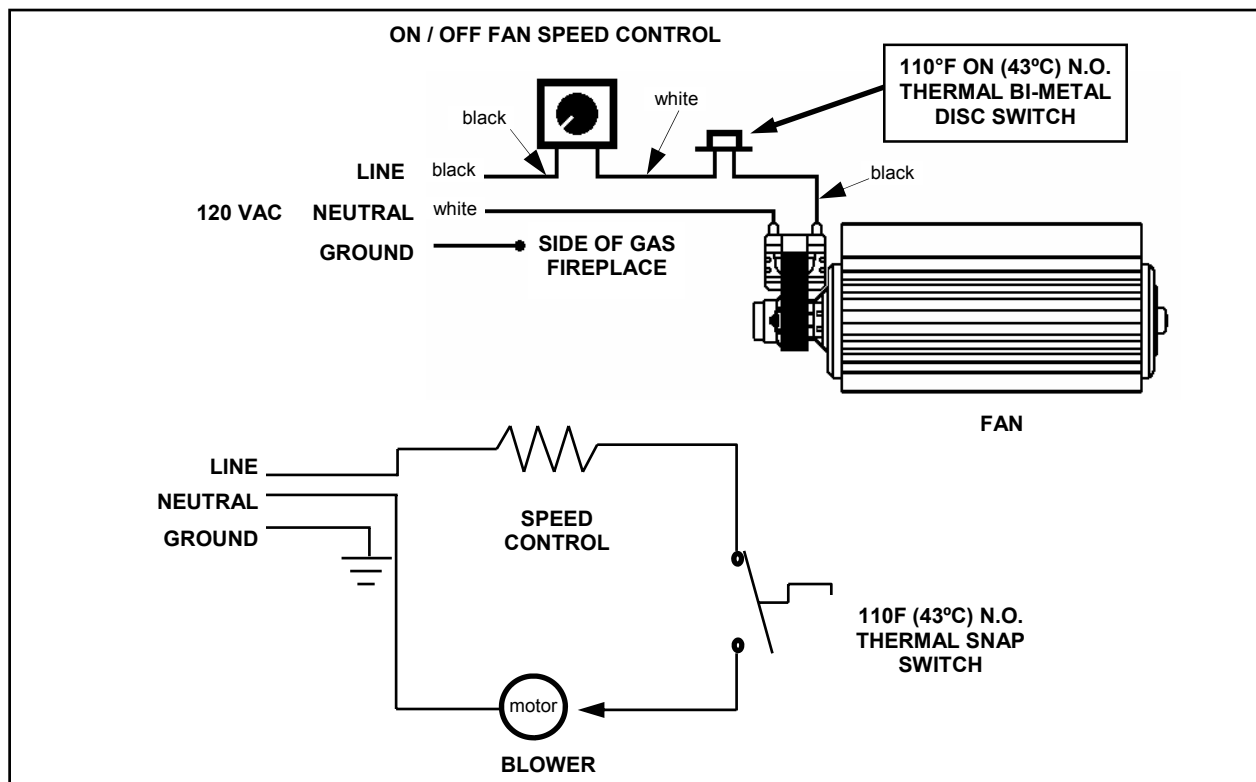 ON / OFF FAN SPEED CONTROL
110°F ON (43ºC) N.O.
THERMAL BI-METAL
DISC SWITCH
white
black
LINE black
black
120 VAC NEUTRAL white
GROUND
SIDE OF GAS
FIREPLACE
FAN
LINE
NEUTRAL
GROUND
SPEED
CONTROL
110F (43ºC) N.O.
THERMAL SNAP
SWITCH
motor
BLOWER